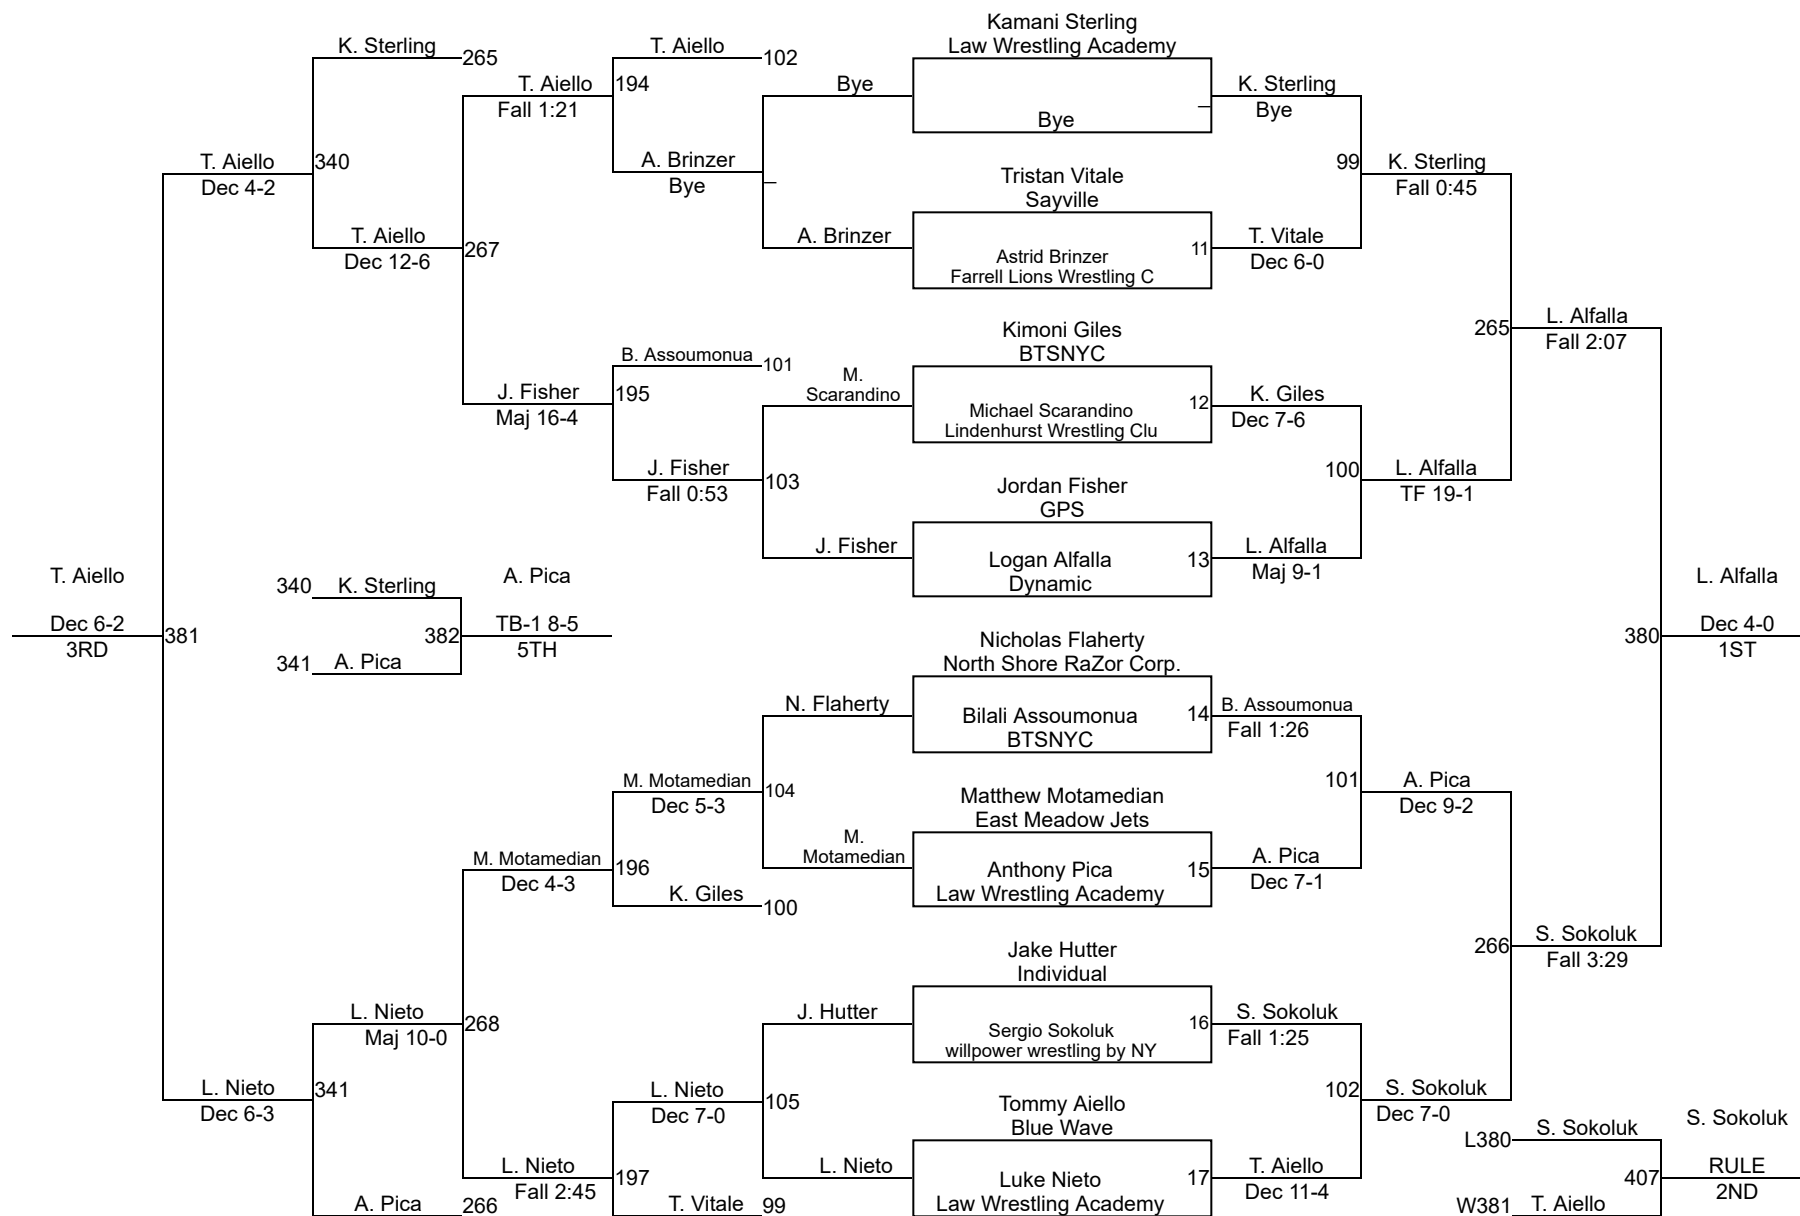 Kamani Sterling
Law Wrestling Academy
K. Sterling
265
T. Aiello
102
T. Aiello
194
Fall 1:21
Bye
Bye
K. Sterling
Bye
T. Aiello
340
Dec 4-2
A. Brinzer
Bye
Tristan Vitale
Sayville
99
K. Sterling
Fall 0:45
T. Aiello
267
Dec 12-6
A. Brinzer
Astrid Brinzer
Farrell Lions Wrestling C
11
T. Vitale
Dec 6-0
Kimoni Giles
BTSNYC
265
L. Alfalla
Fall 2:07
B. Assoumonua
101
J. Fisher
195
Maj 16-4
M.
Scarandino
Michael Scarandino
Lindenhurst Wrestling Clu
12
K. Giles
Dec 7-6
J. Fisher
Fall 0:53
103
Jordan Fisher
GPS
100
L. Alfalla
TF 19-1
J. Fisher
Logan Alfalla
Dynamic
13
L. Alfalla
Maj 9-1
T. Aiello
Dec 6-2
3RD
381
340
K. Sterling
341
A. Pica
382
A. Pica
TB-1 8-5
5TH
380
L. Alfalla
Dec 4-0
1ST
Nicholas Flaherty
North Shore RaZor Corp.
N. Flaherty
Bilali Assoumonua
BTSNYC
14
B. Assoumonua
Fall 1:26
M. Motamedian
Dec 5-3
104
Matthew Motamedian
East Meadow Jets
101
A. Pica
Dec 9-2
M. Motamedian
Dec 4-3
196
M.
Motamedian
Anthony Pica
Law Wrestling Academy
15
A. Pica
Dec 7-1
K. Giles
100
Jake Hutter
Individual
266
S. Sokoluk
Fall 3:29
L. Nieto
Maj 10-0
268
J. Hutter
Sergio Sokoluk
willpower wrestling by NY
16
S. Sokoluk
Fall 1:25
L. Nieto
Dec 6-3
341
L. Nieto
Dec 7-0
105
Tommy Aiello
Blue Wave
102
S. Sokoluk
Dec 7-0
L. Nieto
Fall 2:45
197
L. Nieto
Luke Nieto
Law Wrestling Academy
17
T. Aiello
Dec 11-4
L380
S. Sokoluk
407
S. Sokoluk
RULE
2ND
A. Pica
266
T. Vitale
99
W381
T. Aiello